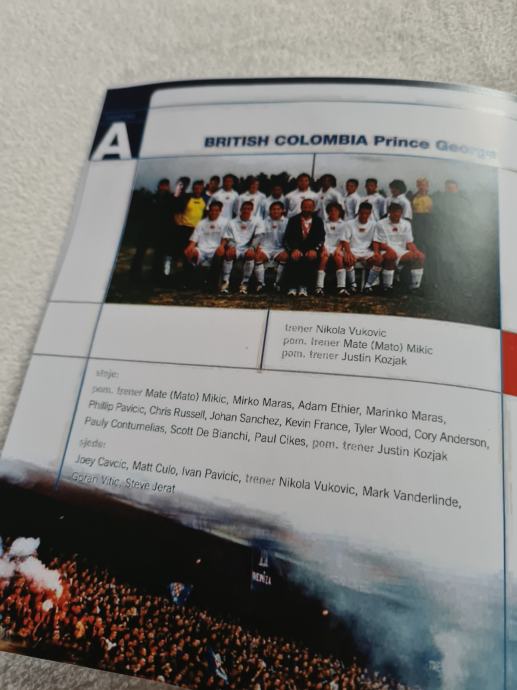 A
BRITISH COLOMBIA Prince George
trener Nikola Vukovic
pom. trener Mate (Mato) Mikic
pom. trener Justin Kozjak
stoje:
pom. trener Mate (Mato) Mikic, Mirko Maras, Adam Ethier, Marinko Maras,
Phillip Pavicic, Chris Russell, Johan Sanchez, Kevin France, Tyler Wood, Cory Anderson,
Pauly Contumelias, Scott De Bianchi, Paul Cikes, pom. trener Justin Kozjak
sjede:
Joey Cavcic, Matt Culo, Ivan Pavicic, trener Nikola Vukovic, Mark Vanderlinde,
Goran Vitic, Steve Jerat